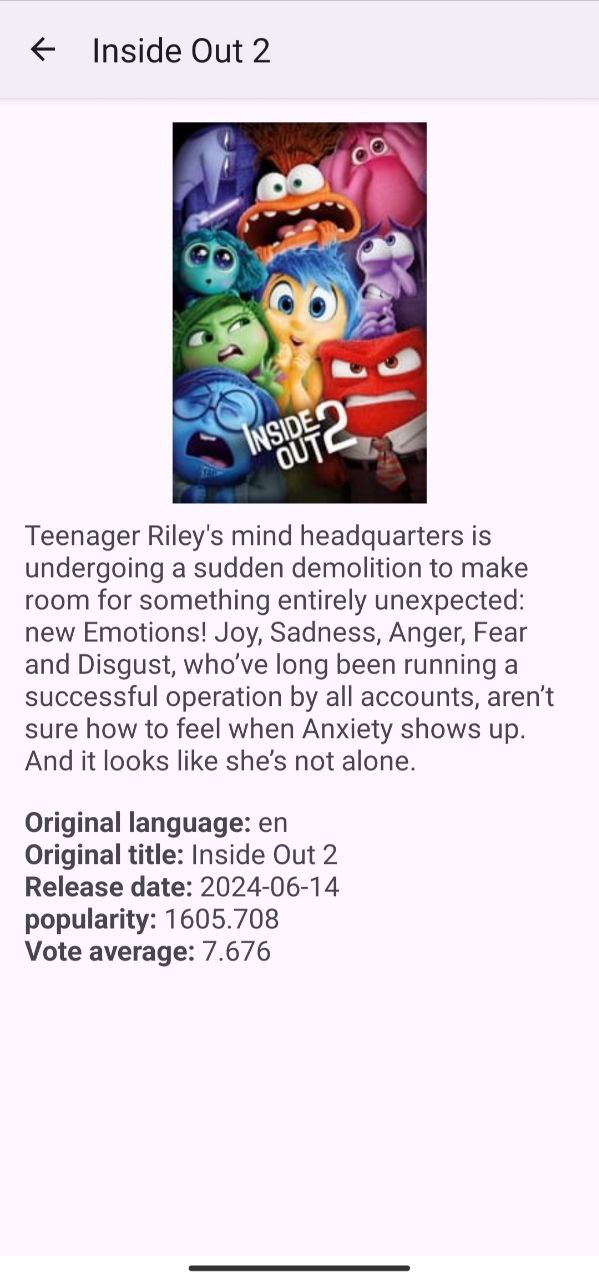 Inside Out 2
INSIDE
OUT 2
Teenager Riley's mind headquarters is
undergoing a sudden demolition to make
room for something entirely unexpected:
new Emotions! Joy, Sadness, Anger, Fear
and Disgust, who’ve long been running a
successful operation by all accounts, aren’t
sure how to feel when Anxiety shows up.
And it looks like she’s not alone.
Original language: en
Original title: Inside Out 2
Release date: 2024-06-14
popularity: 1605.708
Vote average: 7.676